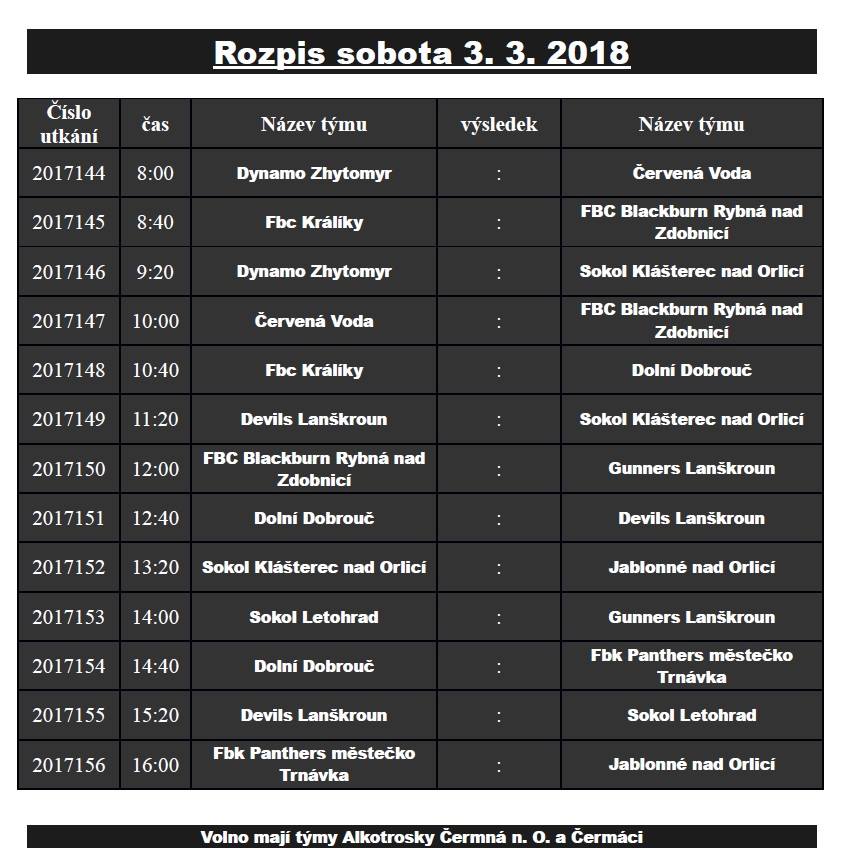 Rozpis sobota 3. 3. 2018
Číslo utkání čas Název týmu výsledek Název týmu
2017144 8:00 Dynamo Zhytomyr : Červená Voda
2017145 8:40 Fbc Králíky : FBC Blackburn Rybná nad Zdobnicí
2017146 9:20 Dynamo Zhytomyr : Sokol Klášterec nad Orlicí
2017147 10:00 Červená Voda : FBC Blackburn Rybná nad Zdobnicí
2017148 10:40 Fbc Králíky : Dolní Dobrouč
2017149 11:20 Devils Lanškroun : Sokol Klášterec nad Orlicí
2017150 12:00 FBC Blackburn Rybná nad Zdobnicí : Gunners Lanškroun
2017151 12:40 Dolní Dobrouč : Devils Lanškroun
2017152 13:20 Sokol Klášterec nad Orlicí : Jablonné nad Orlicí
2017153 14:00 Sokol Letohrad : Gunners Lanškroun
2017154 14:40 Dolní Dobrouč : Fbk Panthers městečko Trnávka
2017155 15:20 Devils Lanškroun : Sokol Letohrad
2017156 16:00 Fbk Panthers městečko Trnávka : Jablonné nad Orlicí
Volno mají týmy Alkotrosky Čermná n. O. a Čermáci